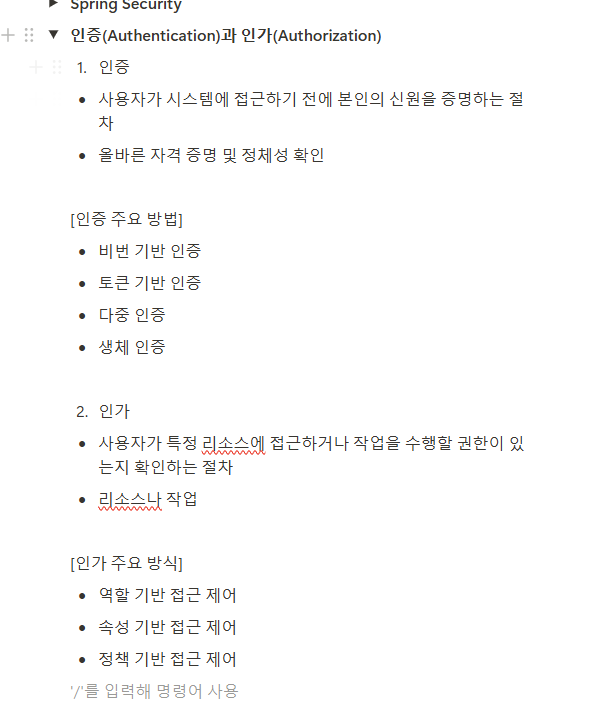 Spring Security
인증(Authentication)과 인가(Authorization)
1. 인증
• 사용자가 시스템에 접근하기 전에 본인의 신원을 증명하는 절
차
• 올바른 자격 증명 및 정체성 확인
[인증 주요 방법]
• 비번 기반 인증
• 토큰 기반 인증
• 다중 인증
• 생체 인증
2. 인가
• 사용자가 특정 리소스에 접근하거나 작업을 수행할 권한이 있
는지 확인하는 절차
• 리소스나 작업
[인가 주요 방식]
• 역할 기반 접근 제어
• 속성 기반 접근 제어
• 정책 기반 접근 제어
'/'를 입력해 명령어 사용